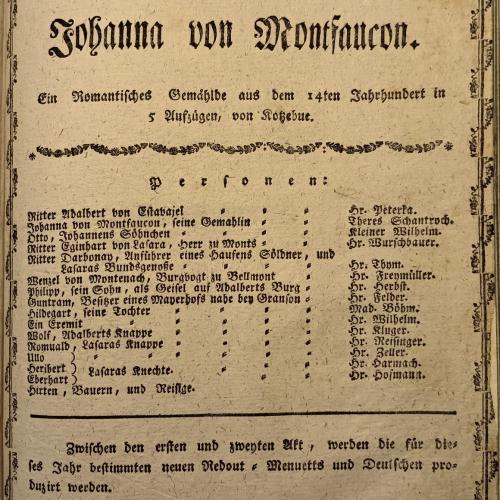 Johanna von Montfaucon.
Ein Romantisches Gemählde aus dem 14ten Jahrhundert in
5 Aufzügen, von Kotzebue.
Personen:
Ritter Adalbert von Estavajel Hr. Peterka.
Johanna von Montfaucon, seine Gemahlin Theres Schantroch.
Otto, Johannens Söhnchen Kleiner Wilhelm.
Ritter Eginhart von Lasara, Herr zu Monts Hr. Wurschbauer.
Ritter Darbonay, Anführer eines Haufens Söldner, und
Lasaras Bundsgenoße Hr. Thym.
Wenzel von Montenach, Burgvogt zu Bellmont Hr. Freymüller.
Philipp, sein Sohn, als Geisel auf Adalberts Burg Hr. Herbst.
Guntram, Besitzer eines Mayerhofs nahe bey Granson Hr. Felder.
Hildegart, seine Tochter Mad. Böhm.
Ein Eremit Hr. Wilhelm.
Wolf, Adalberts Knappe Hr. Kluger.
Romuald, Lasaras Knappe Hr. Reisinger.
Ullo Hr. Zeller.
Heribert } Lasaras Knechte. Hr. Harmach.
Eberhart } Hr. Hofmann.
Hirten, Bauern, und Reisige.
Zwischen den ersten und zweyten Akt, werden die für die-
ses Jahr bestimmten neuen Redout-Menuetts und Deutschen pro-
duzirt werden.